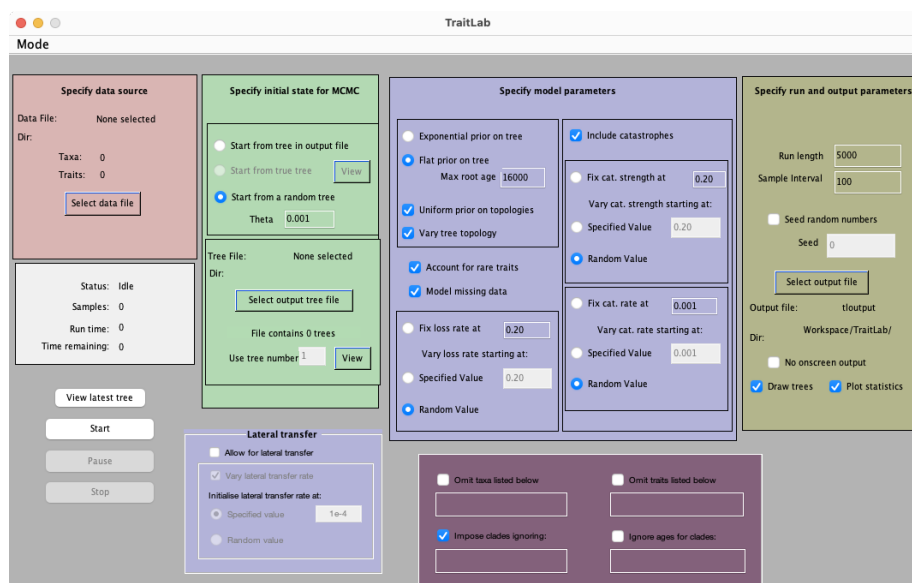 TraitLab
Mode
Specify data source
Data File: None selected
Dir:
Taxa: 0
Traits: 0
Select data file
Status: Idle
Samples: 0
Run time: 0
Time remaining: 0
View latest tree
Start
Pause
Stop
Specify initial state for MCMC
Start from tree in output file
Start from true tree View
Start from a random tree
Theta 0.001
Tree File: None selected
Dir:
Select output tree file
File contains 0 trees
Use tree number 1 View
Lateral transfer
Allow for lateral transfer
Vary lateral transfer rate
Initialise lateral transfer rate at:
Specified value 1e-4
Random value
Specify model parameters
Exponential prior on tree
Flat prior on tree
Max root age 16000
Uniform prior on topologies
Vary tree topology
Account for rare traits
Model missing data
Fix loss rate at 0.20
Vary loss rate starting at:
Specified Value 0.20
Random Value
Include catastrophes
Fix cat. strength at 0.20
Vary cat. strength starting at:
Specified Value 0.20
Random Value
Fix cat. rate at 0.001
Vary cat. rate starting at:
Specified Value 0.001
Random Value
Omit taxa listed below
Omit traits listed below
Impose clades ignoring:
Ignore ages for clades:
Specify run and output parameters
Run length 5000
Sample Interval 100
Seed random numbers
Seed 0
Select output file
Output file: tloutput
Dir: Workspace/TraitLab/
No onscreen output
Draw trees Plot statistics